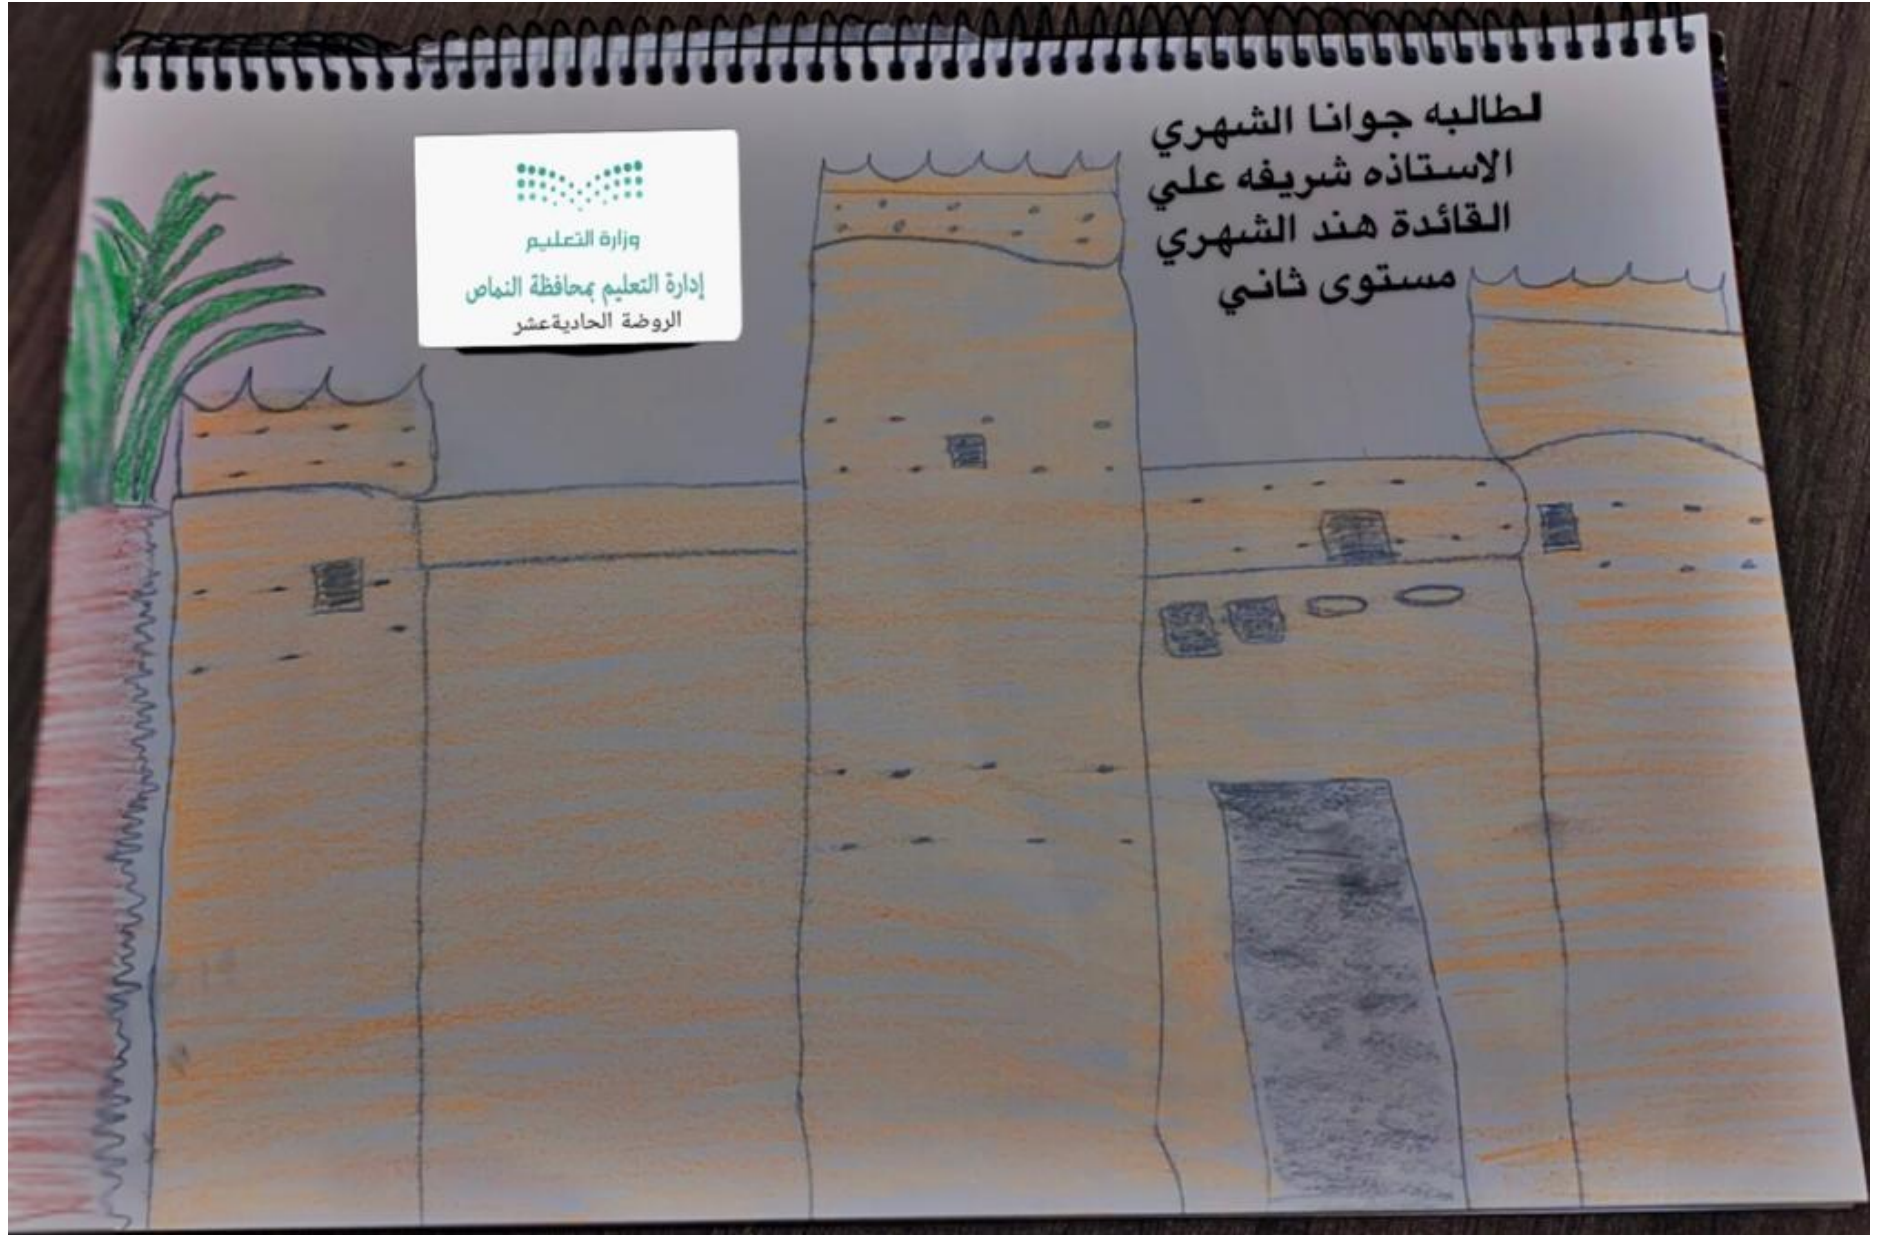 لطالبه جوانا الشهري
الاستاذه شريفه علي
القائدة هند الشهري
مستوى ثاني
وزارة التعليم
إدارة التعليم بمحافظة النماص
الروضة الحاديةعشر